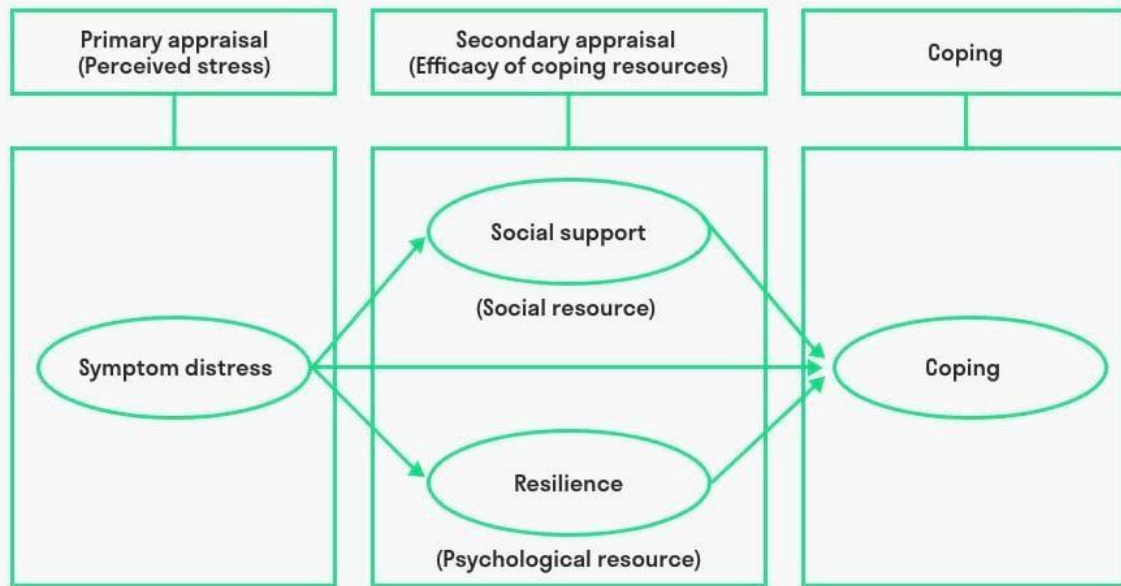 Primary appraisal
(Perceived stress)
Secondary appraisal
(Efficacy of coping resources)
Coping
Social support
(Social resource)
Symptom distress
Coping
Resilience
(Psychological resource)